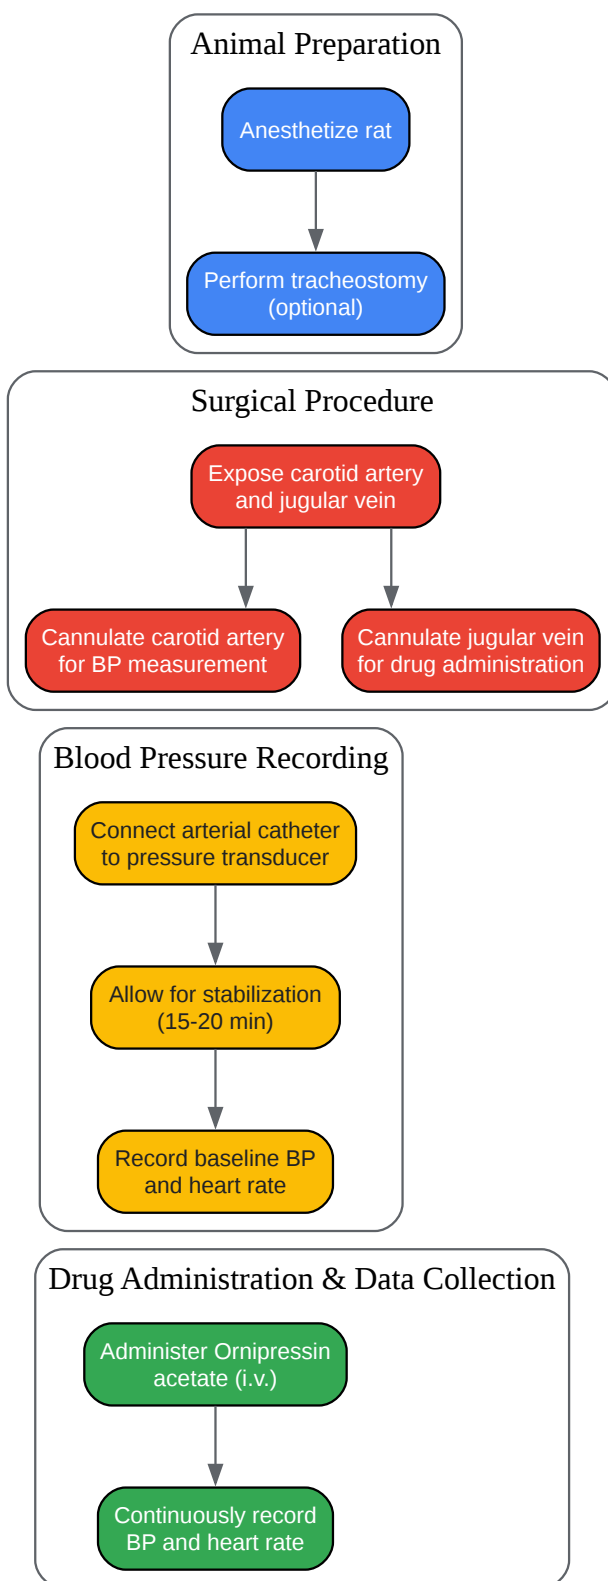 Animal Preparation
Anesthetize rat
Perform tracheostomy
(optional)
Surgical Procedure
Expose carotid artery
and jugular vein
Cannulate carotid artery
for BP measurement
Cannulate jugular vein
for drug administration
Blood Pressure Recording
Connect arterial catheter
to pressure transducer
Allow for stabilization
(15-20 min)
Record baseline BP
and heart rate
Drug Administration & Data Collection
Administer Ornipressin
acetate (i.v.)
Continuously record
BP and heart rate